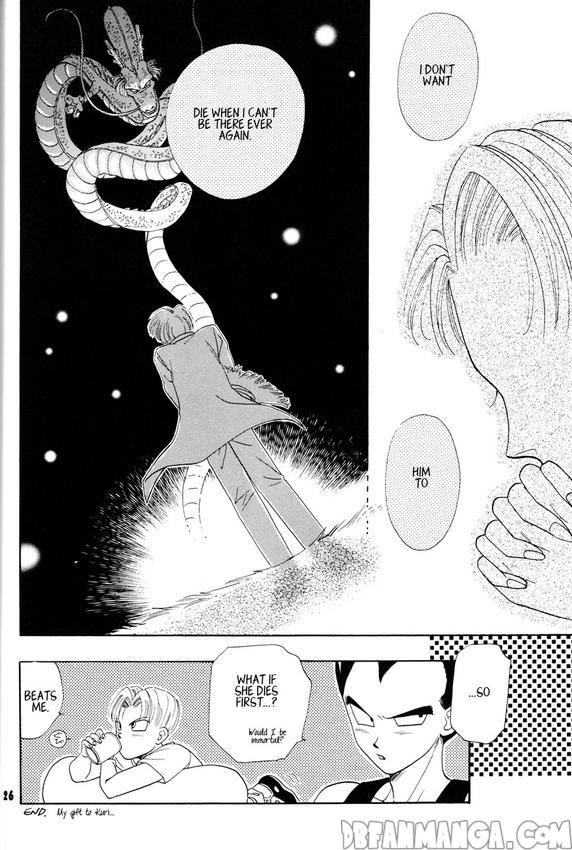 I DON'T
WANT
HIM
TO
DIE WHEN I CAN'T
BE THERE EVER
AGAIN.
...SO
WHAT IF
SHE DIES
FIRST...?
Would I be
immortal?
BEATS
ME.
26
END. My gift to Kuri...
DBFANMANGA.COM